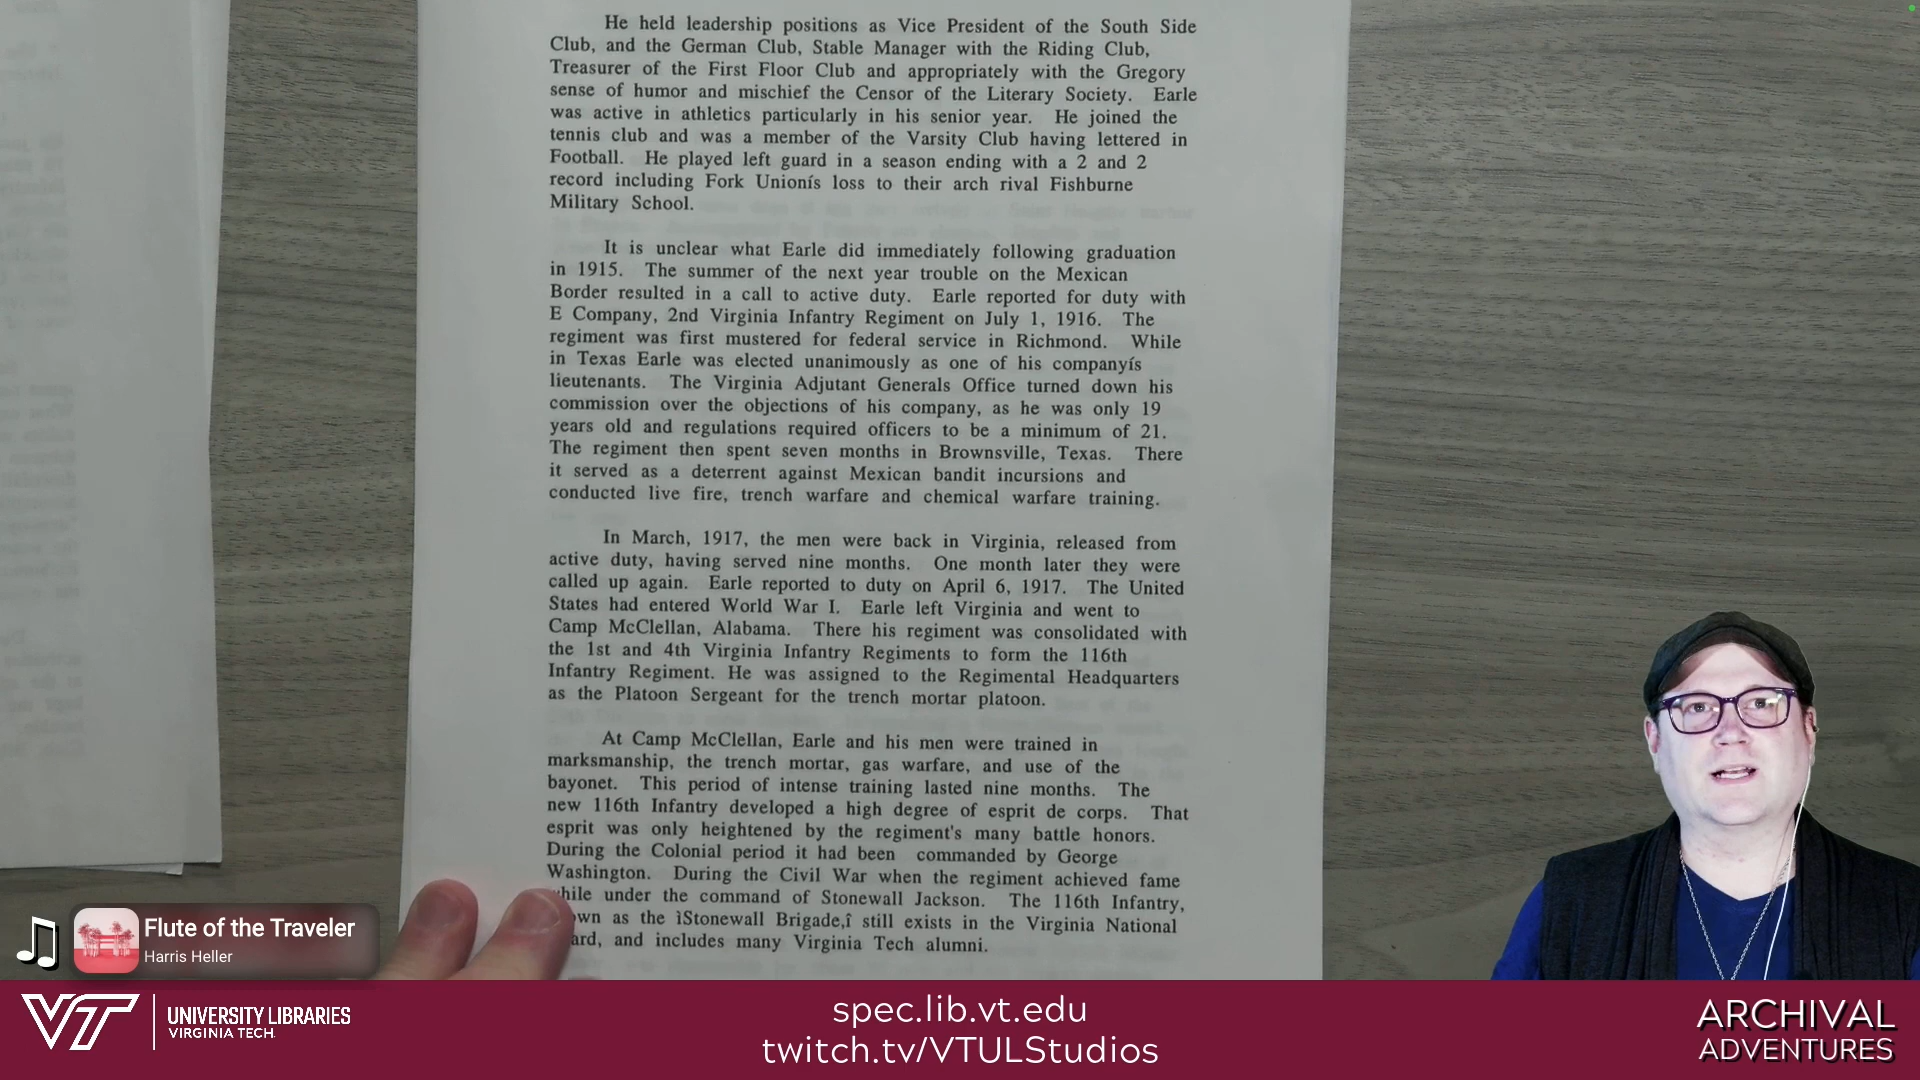 He held leadership positions as Vice President of the South Side
Club, and the German Club, Stable Manager with the Riding Club,
Treasurer of the First Floor Club and appropriately with the Gregory
sense of humor and mischief the Censor of the Literary Society. Earle
was active in athletics particularly in his senior year. He joined the
tennis club and was a member of the Varsity Club having lettered in
Football. He played left guard in a season ending with a 2 and 2
record including Fork Unionís loss to their arch rival Fishburne
Military School.
It is unclear what Earle did immediately following graduation
in 1915. The summer of the next year trouble on the Mexican
Border resulted in a call to active duty. Earle reported for duty with
E Company, 2nd Virginia Infantry Regiment on July 1, 1916. The
regiment was first mustered for federal service in Richmond. While
in Texas Earle was elected unanimously as one of his companyís
lieutenants. The Virginia Adjutant Generals Office turned down his
commission over the objections of his company, as he was only 19
years old and regulations required officers to be a minimum of 21.
The regiment then spent seven months in Brownsville, Texas. There
it served as a deterrent against Mexican bandit incursions and
conducted live fire, trench warfare and chemical warfare training.
In March, 1917, the men were back in Virginia, released from
active duty, having served nine months. One month later they were
called up again. Earle reported to duty on April 6, 1917. The United
States had entered World War I. Earle left Virginia and went to
Camp McClellan, Alabama. There his regiment was consolidated with
the 1st and 4th Virginia Infantry Regiments to form the 116th
Infantry Regiment. He was assigned to the Regimental Headquarters
as the Platoon Sergeant for the trench mortar platoon.
At Camp McClellan, Earle and his men were trained in
marksmanship, the trench mortar, gas warfare, and use of the
bayonet. This period of intense training lasted nine months. The
new 116th Infantry developed a high degree of esprit de corps. That
esprit was only heightened by the regiment's many battle honors.
During the Colonial period it had been commanded by George
Washington. During the Civil War when the regiment achieved fame
while under the command of Stonewall Jackson. The 116th Infantry,
as the ìStonewall Brigade,î still exists in the Virginia National
and includes many Virginia Tech alumni.
Flute of the Traveler
Harris Heller
VT
UNIVERSITY LIBRARIES
VIRGINIA TECH
spec.lib.vt.edu
twitch.tv/VTULStudios
ARCHIVAL
ADVENTURES